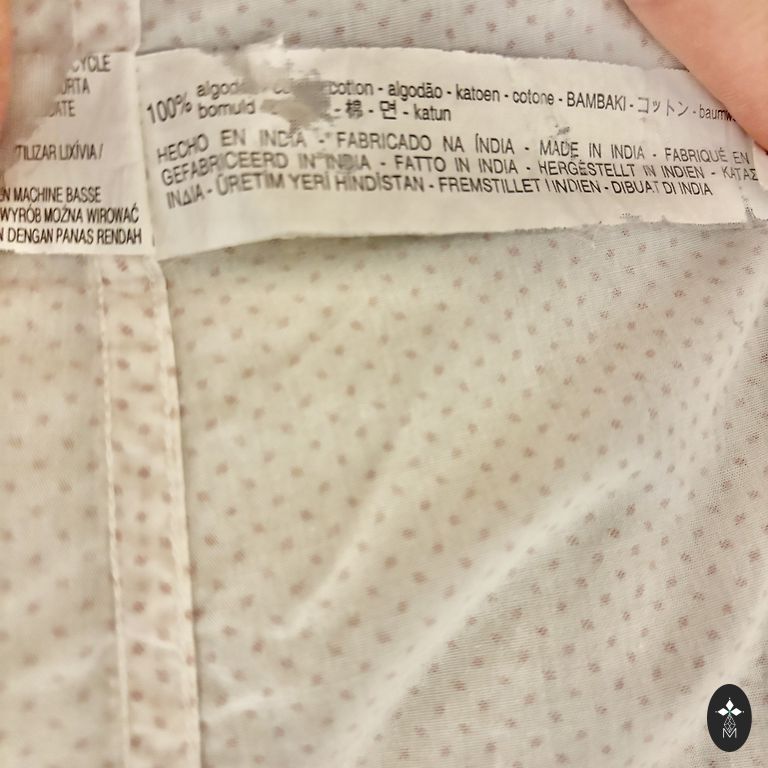 CYCLE
TILIZAR LIXÍVIA /
EN MACHINE BASSE
WYRÓB MOŻNA WIROWAĆ
N DENGAN PANAS RENDAH
100% algod cotton - algodão - katoen - cotone - BAMBAKI - コットン - baumw
bomuld - 棉 - 면 - katun
HECHO EN INDIA - FABRICADO NA ÍNDIA - MADE IN INDIA - FABRIQUÉ EN
GEFABRICEERD IN INDIA - FATTO IN INDIA - HERGESTELLT IN INDIEN - ΚΑΤΑΣ
ΙΝΔΙΑ - ÜRETİM YERİ HİNDİSTAN - FREMSTILLET I INDIEN - DIBUAT DI INDIA
M